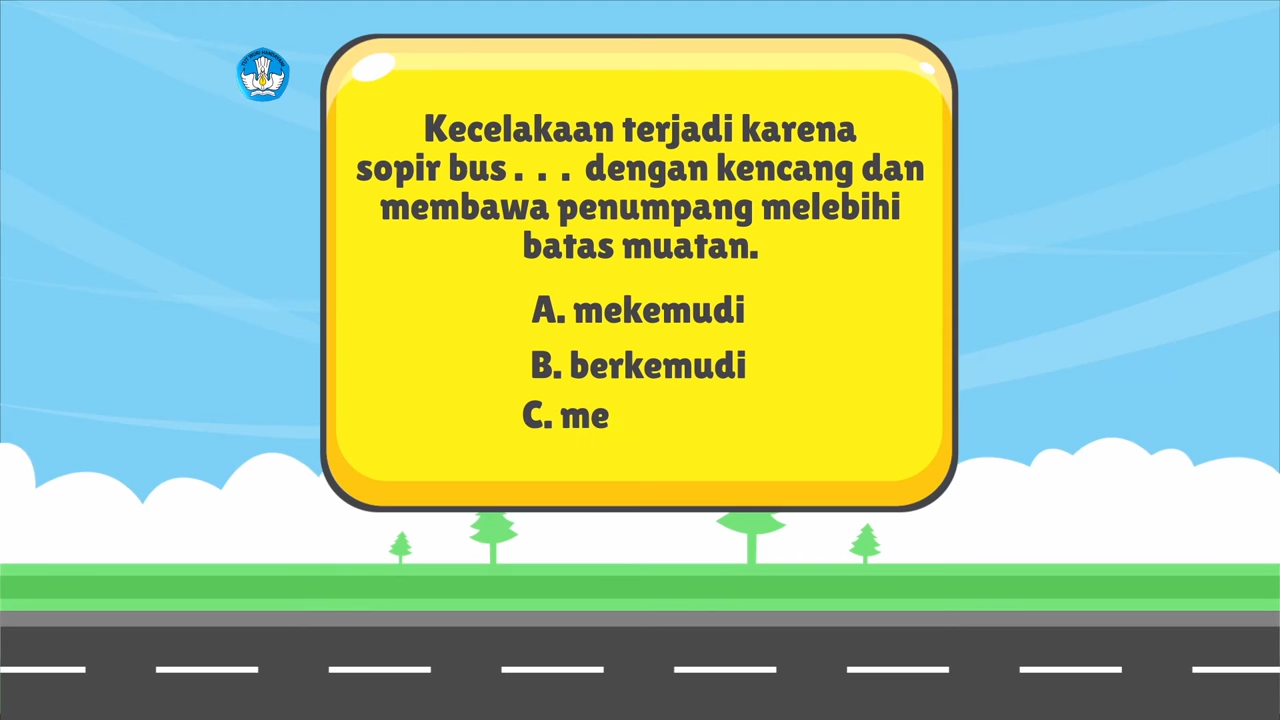 Kecelakaan terjadi karena
sopir bus . . . dengan kencang dan
membawa penumpang melebihi
batas muatan.
A. mekemudi
B. berkemudi
C. me